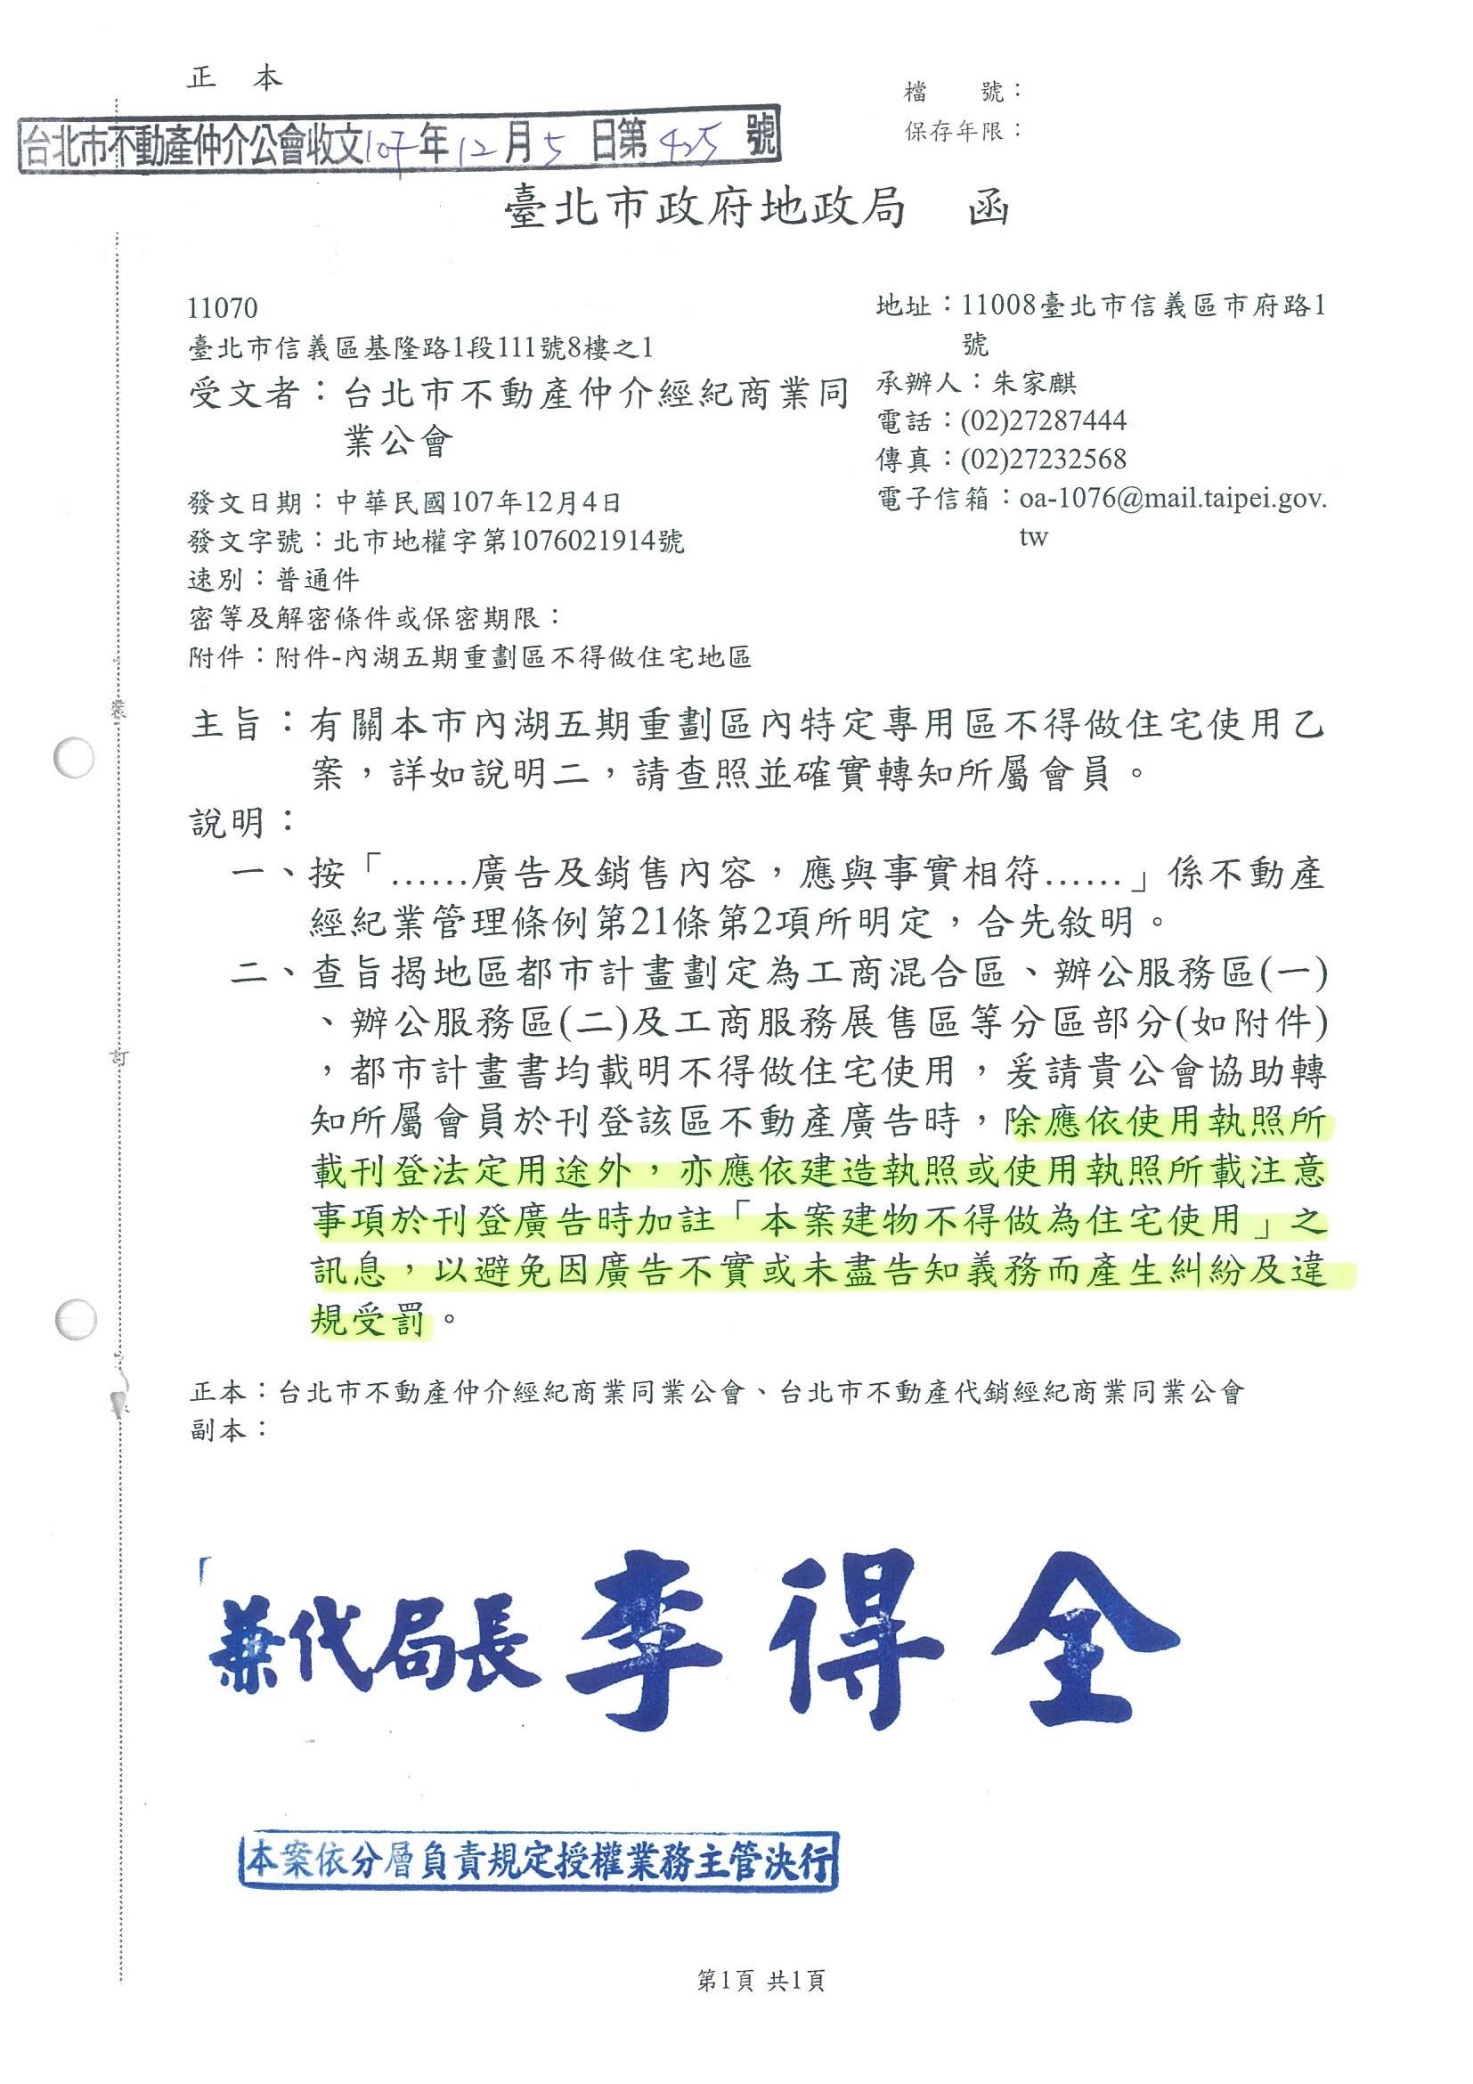 正 本
檔 號：
保存年限：
台北市不動產仲介公會收文107年12月5日第425號
臺北市政府地政局 函
11070
臺北市信義區基隆路1段111號8樓之1
受文者：台北市不動產仲介經紀商業同
業公會
地址：11008臺北市信義區市府路1
號
承辦人：朱家麒
電話：(02)27287444
傳真：(02)27232568
電子信箱：oa-1076@mail.taipei.gov.
tw
發文日期：中華民國107年12月4日
發文字號：北市地權字第1076021914號
速別：普通件
密等及解密條件或保密期限：
附件：附件-內湖五期重劃區不得做住宅地區
主旨：有關本市內湖五期重劃區內特定專用區不得做住宅使用乙
案，詳如說明二，請查照並確實轉知所屬會員。
說明：
一、按「......廣告及銷售內容，應與事實相符......」係不動產
經紀業管理條例第21條第2項所明定，合先敘明。
二、查旨揭地區都市計畫劃定為工商混合區、辦公服務區(一)
、辦公服務區(二)及工商服務展售區等分區部分(如附件)
，都市計畫書均載明不得做住宅使用，爰請貴公會協助轉
知所屬會員於刊登該區不動產廣告時，除應依使用執照所
載刊登法定用途外，亦應依建造執照或使用執照所載注意
事項於刊登廣告時加註「本案建物不得做為住宅使用」之
訊息，以避免因廣告不實或未盡告知義務而產生糾紛及違
規受罰。
裝
訂
正本：台北市不動產仲介經紀商業同業公會、台北市不動產代銷經紀商業同業公會
副本：
兼代局長 李得全
本案依分層負責規定授權業務主管決行
第1頁 共1頁